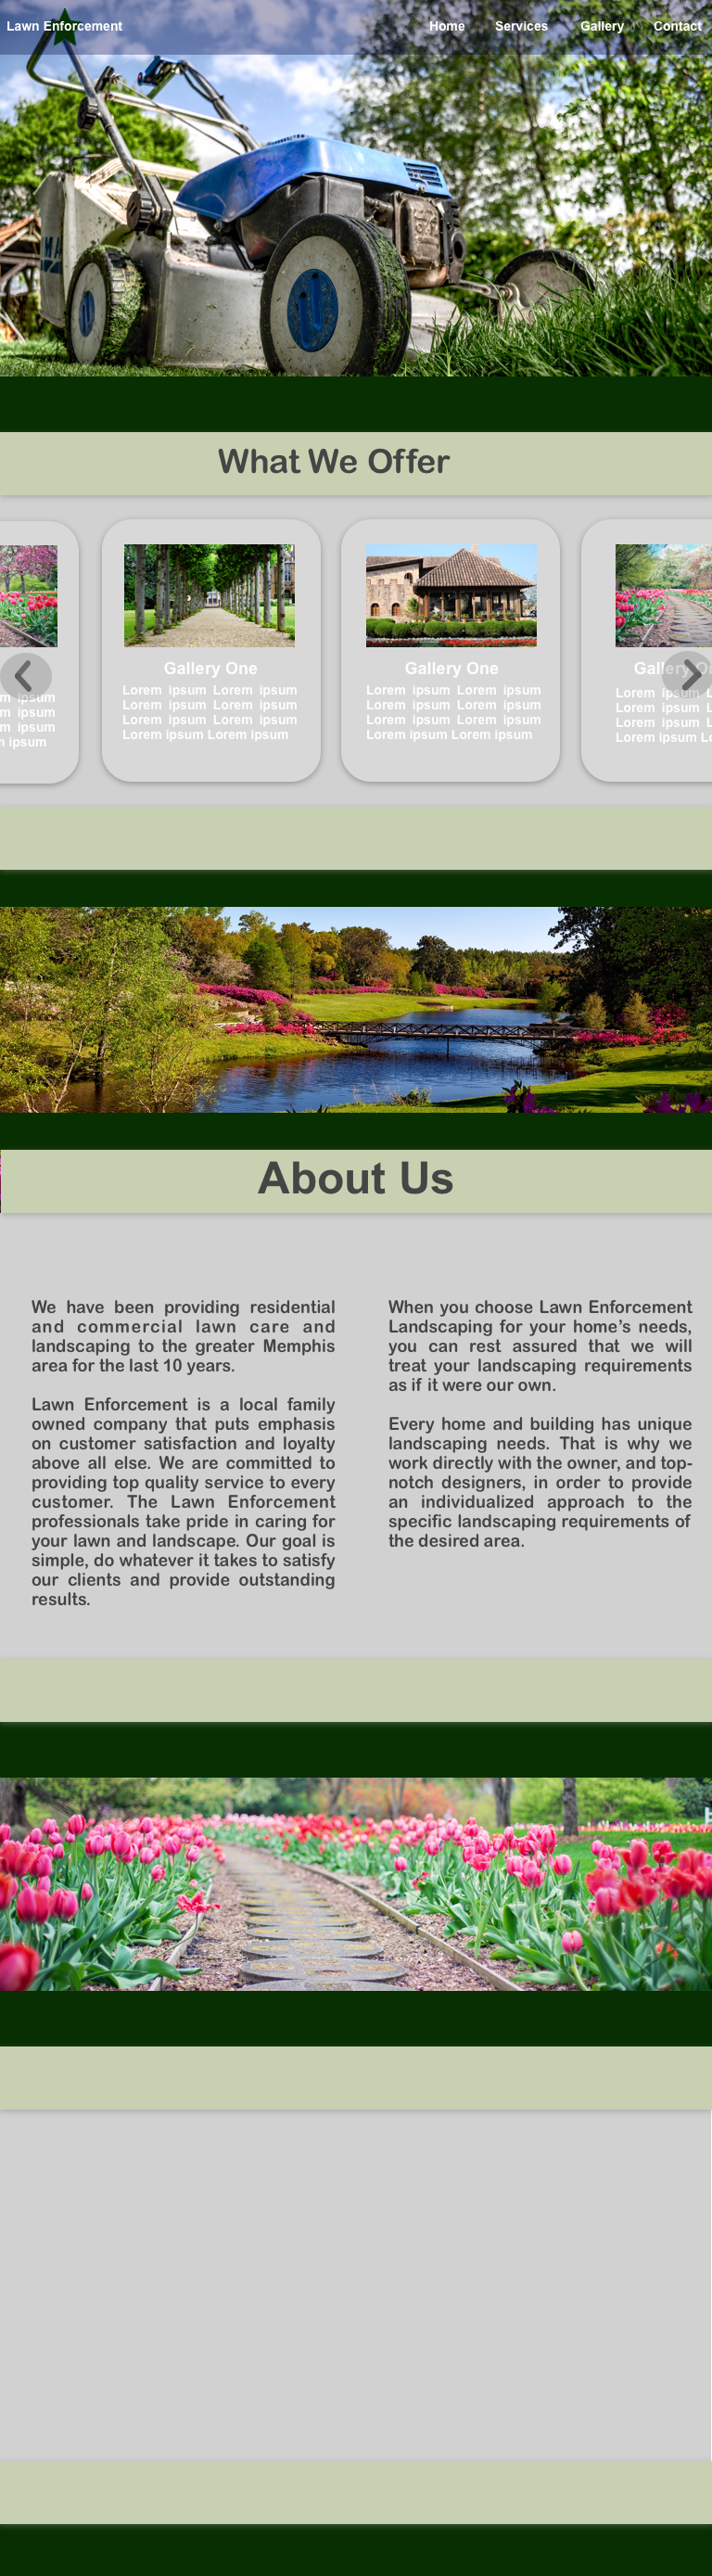 Lawn Enforcement
Home Services Gallery Contact
What We Offer
ipsum
ipsum
ipsum
ipsum
Gallery One
Lorem ipsum Lorem ipsum
Lorem ipsum Lorem ipsum
Lorem ipsum Lorem ipsum
Lorem ipsum Lorem ipsum
Gallery One
Lorem ipsum Lorem ipsum
Lorem ipsum Lorem ipsum
Lorem ipsum Lorem ipsum
Lorem ipsum Lorem ipsum
Gallery
Lorem ipsum L
Lorem ipsum L
Lorem ipsum L
Lorem ipsum Lo
About Us
We have been providing residential
and commercial lawn care and
landscaping to the greater Memphis
area for the last 10 years.
Lawn Enforcement is a local family
owned company that puts emphasis
on customer satisfaction and loyalty
above all else. We are committed to
providing top quality service to every
customer. The Lawn Enforcement
professionals take pride in caring for
your lawn and landscape. Our goal is
simple, do whatever it takes to satisfy
our clients and provide outstanding
results.
When you choose Lawn Enforcement
Landscaping for your home’s needs,
you can rest assured that we will
treat your landscaping requirements
as if it were our own.
Every home and building has unique
landscaping needs. That is why we
work directly with the owner, and top-
notch designers, in order to provide
an individualized approach to the
specific landscaping requirements of
the desired area.